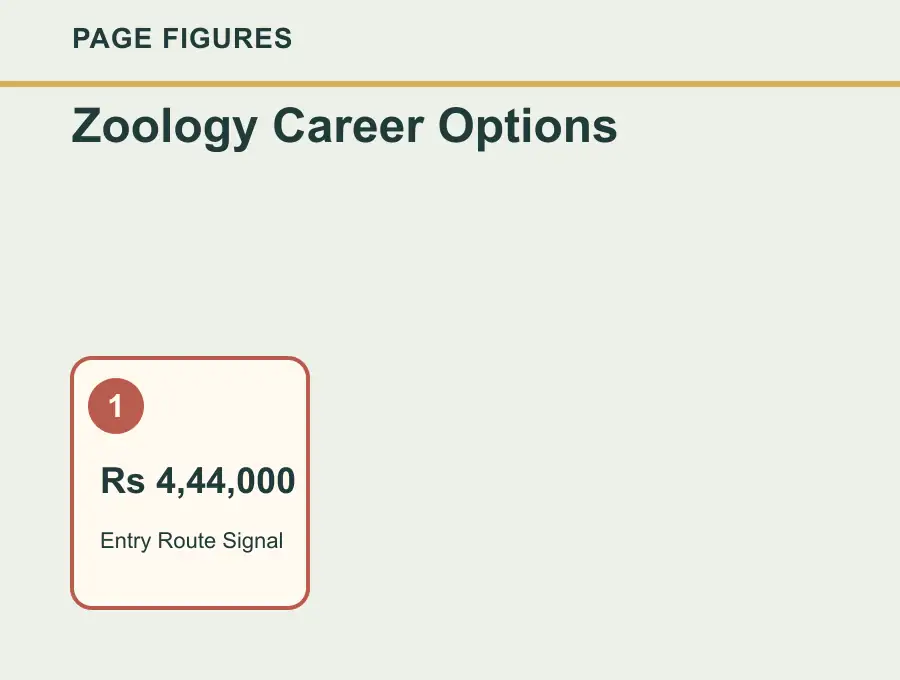 PAGE FIGURES
Zoology Career Options
1
Rs 4,44,000
Entry Route Signal